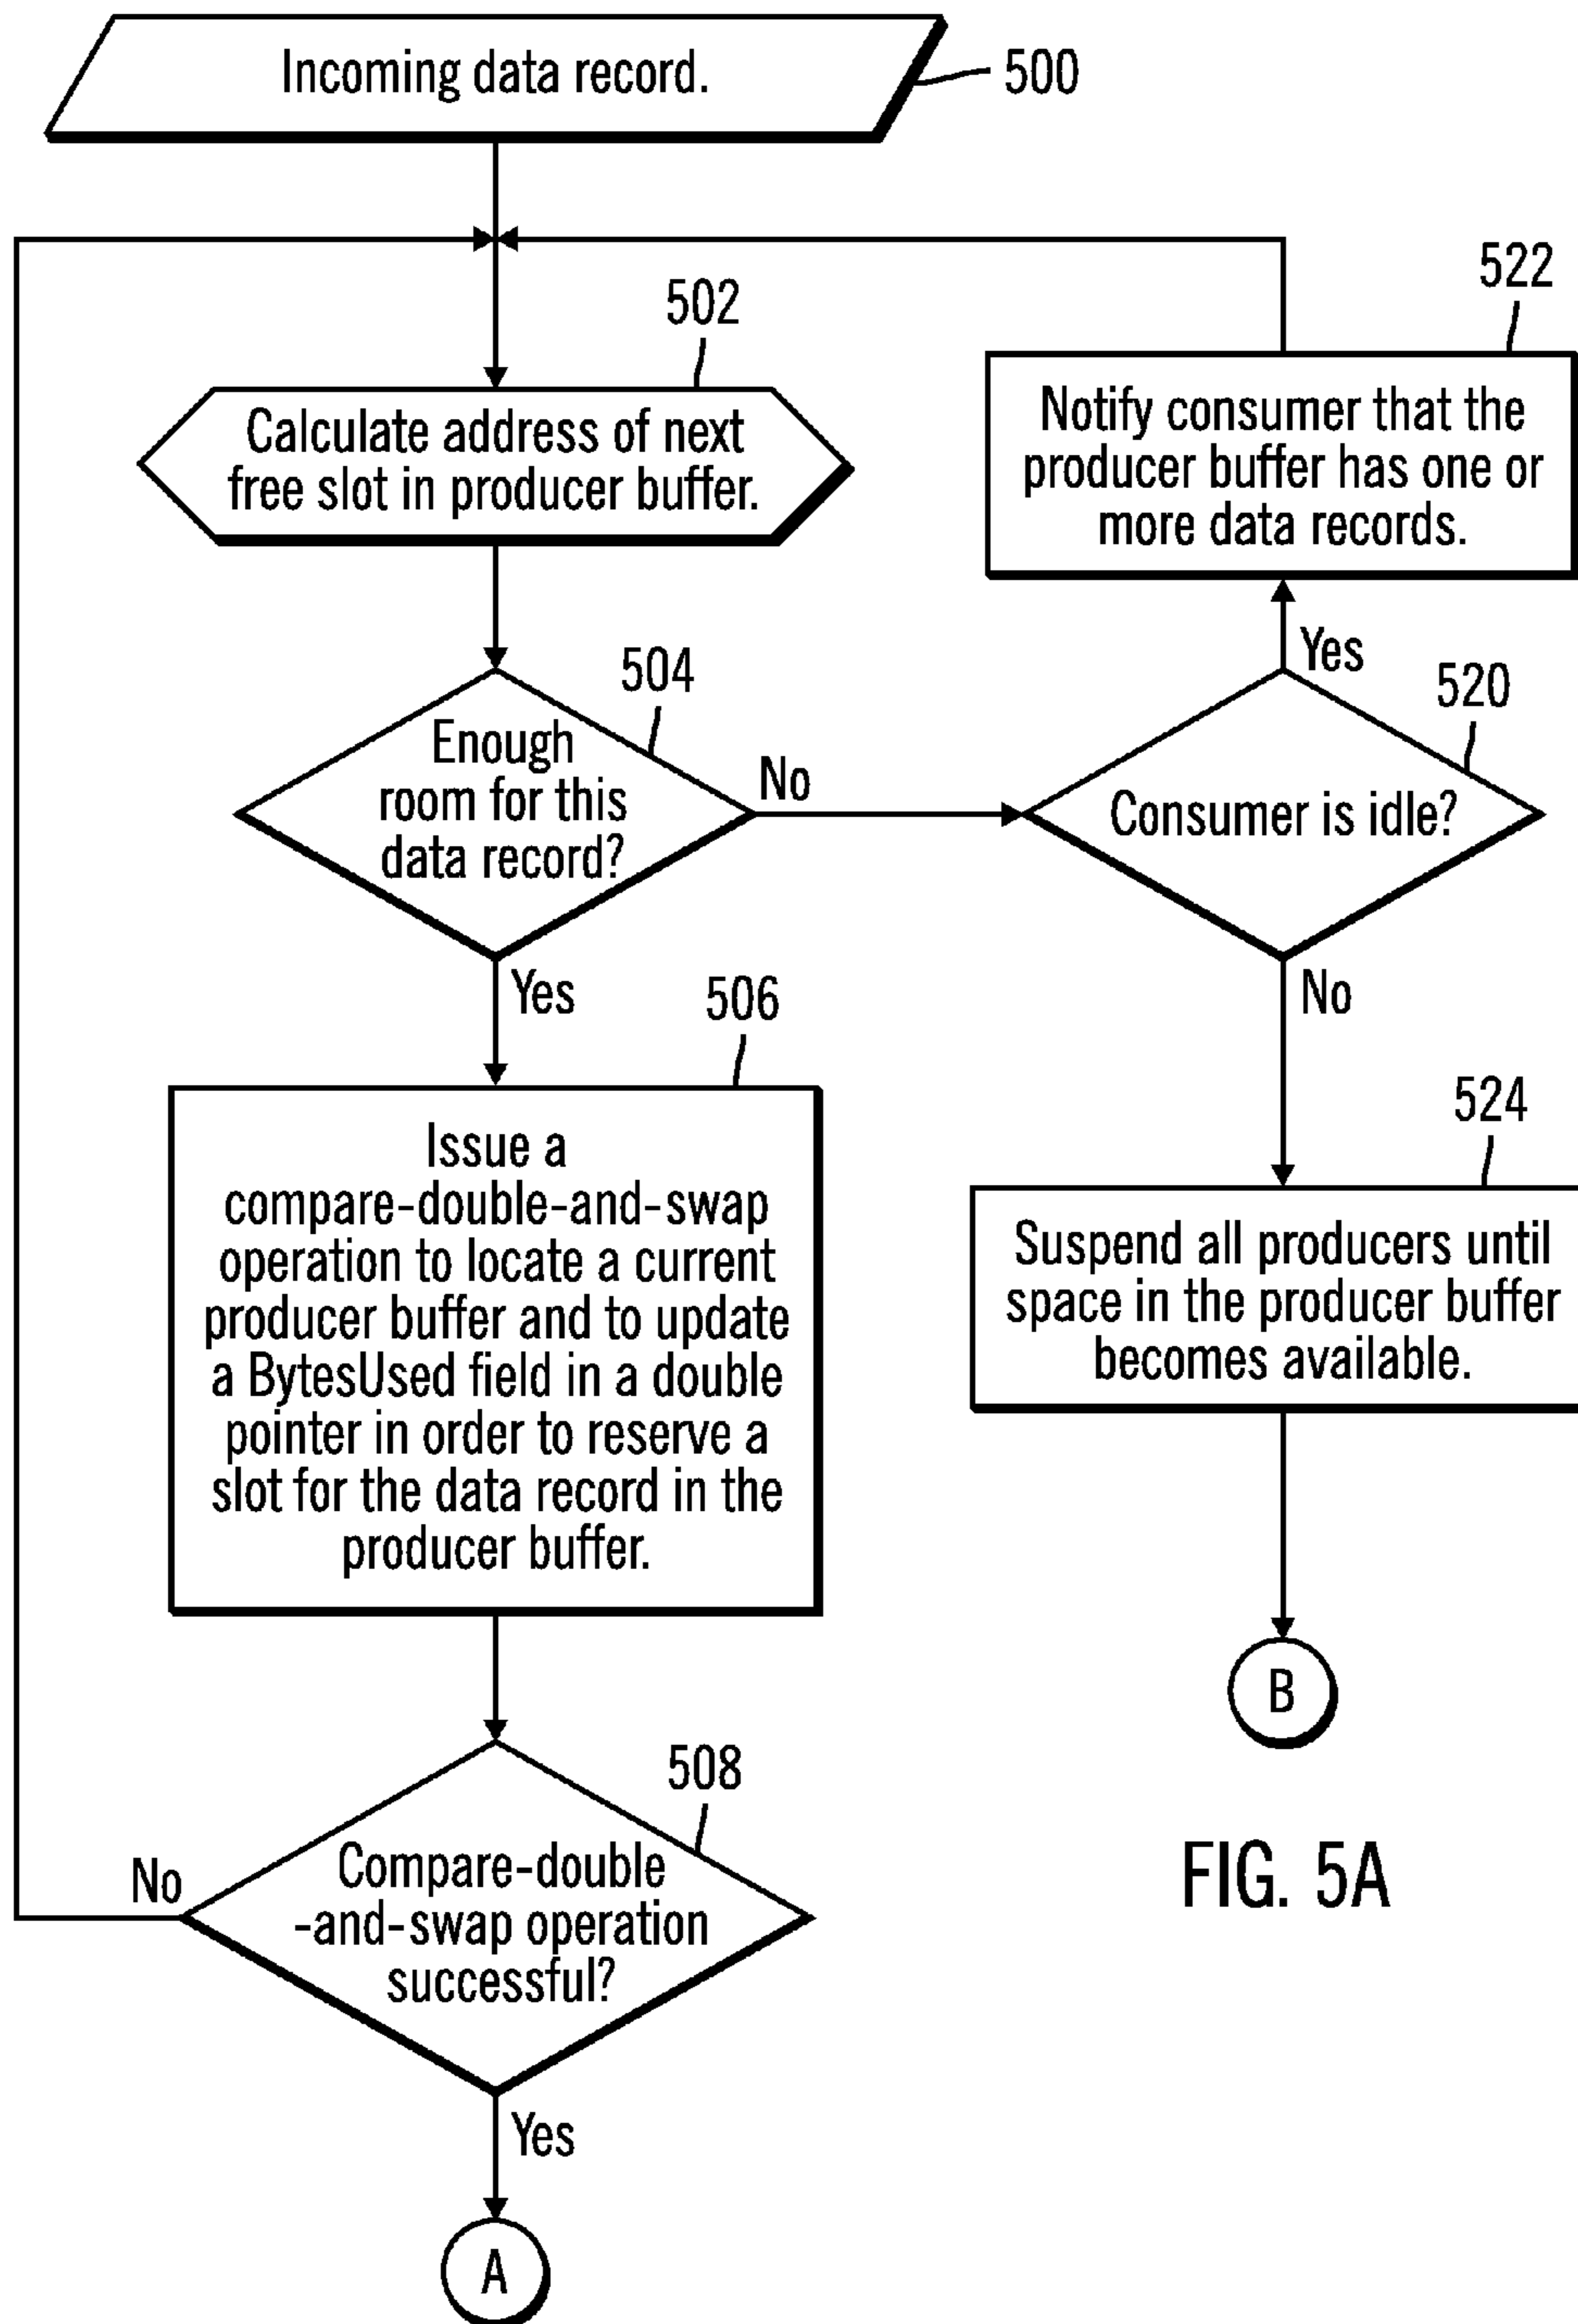 Incoming data record.
500
502
Calculate address of next
free slot in producer buffer.
504
Enough
room for this
data record?
No
Yes
506
Issue a
compare-double-and-swap
operation to locate a current
producer buffer and to update
a BytesUsed field in a double
pointer in order to reserve a
slot for the data record in the
producer buffer.
508
Compare-double
-and-swap operation
successful?
No
Yes
A
522
Notify consumer that the
producer buffer has one or
more data records.
Yes
520
Consumer is idle?
No
524
Suspend all producers until
space in the producer buffer
becomes available.
B
FIG. 5A